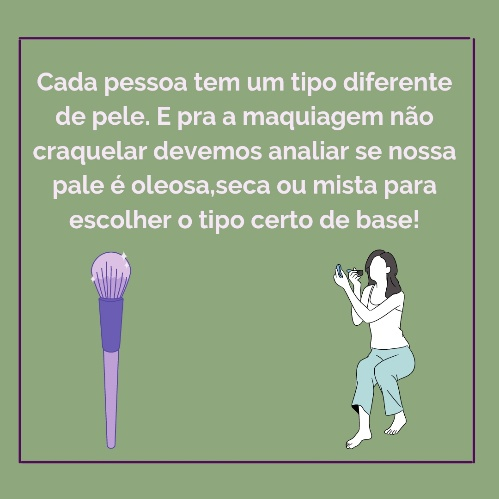 Cada pessoa tem um tipo diferente
de pele. E pra a maquiagem não
craquelar devemos analiar se nossa
pale é oleosa,seca ou mista para
escolher o tipo certo de base!